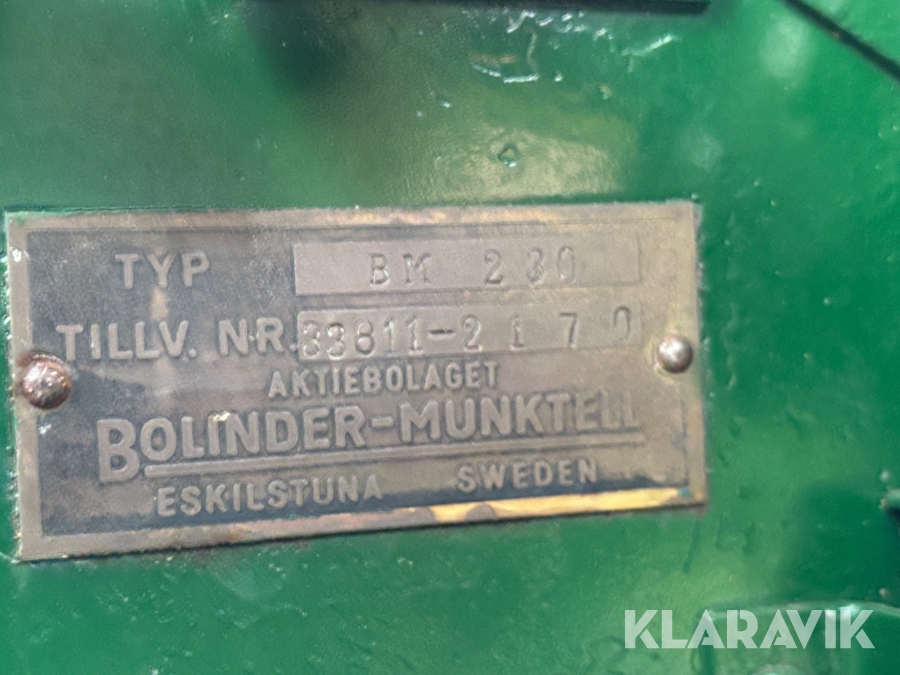 TYP BM 230
TILLV. NR. 33611-2170
AKTIEBOLAGET
BOLINDER-MUNKTELL
ESKILSTUNA SWEDEN
KLARAVIK